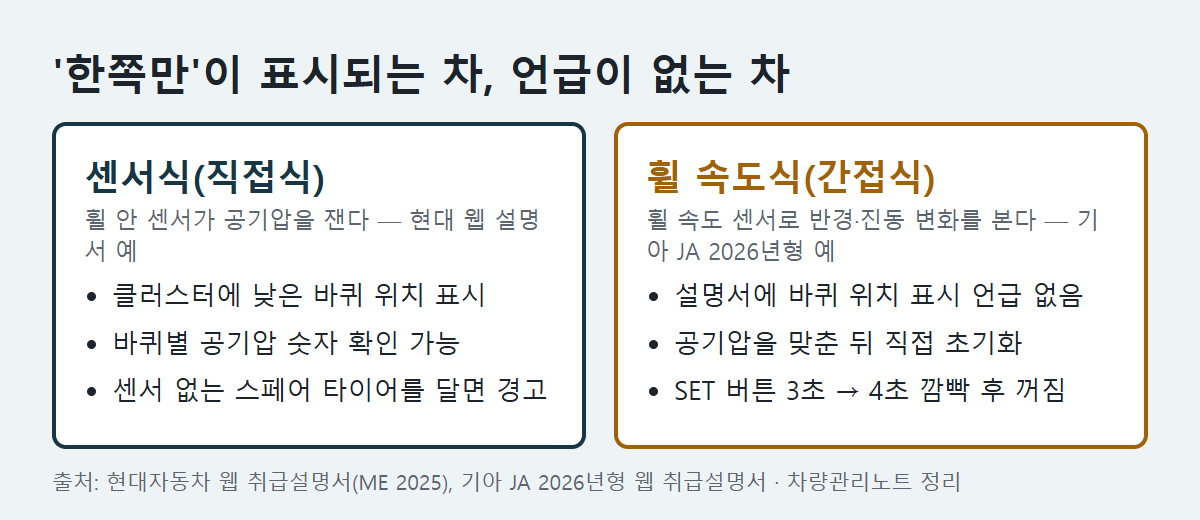 '한쪽만'이 표시되는 차, 언급이 없는 차
센서식(직접식)
휠 안 센서가 공기압을 잰다 — 현대 웹 설명
서 예
• 클러스터에 낮은 바퀴 위치 표시
• 바퀴별 공기압 숫자 확인 가능
• 센서 없는 스페어 타이어를 달면 경고
휠 속도식(간접식)
휠 속도 센서로 반경·진동 변화를 본다 — 기
아 JA 2026년형 예
• 설명서에 바퀴 위치 표시 언급 없음
• 공기압을 맞춘 뒤 직접 초기화
• SET 버튼 3초 → 4초 깜빡 후 꺼짐
출처: 현대자동차 웹 취급설명서(ME 2025), 기아 JA 2026년형 웹 취급설명서 · 차량관리노트 정리